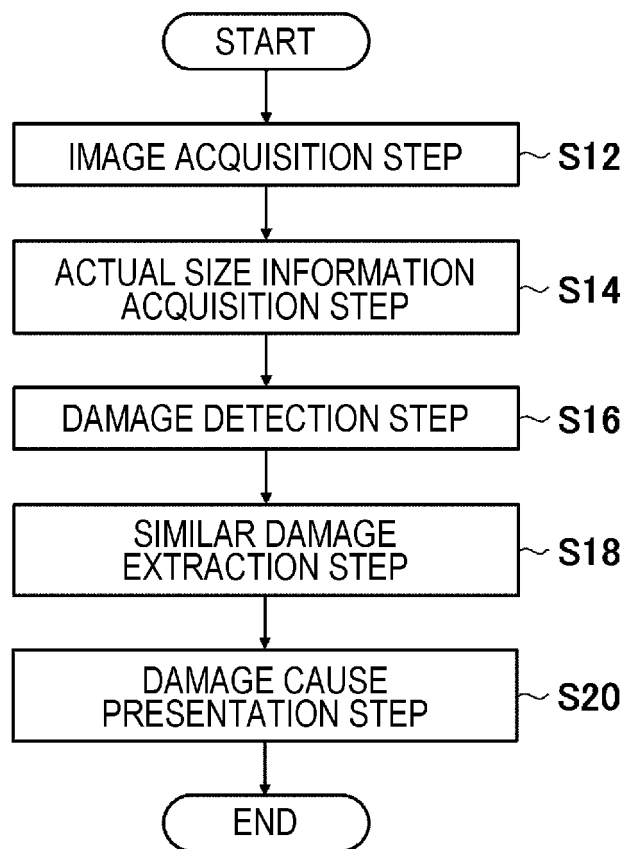 START
IMAGE ACQUISITION STEP
S12
ACTUAL SIZE INFORMATION
ACQUISITION STEP
S14
DAMAGE DETECTION STEP
S16
SIMILAR DAMAGE
EXTRACTION STEP
S18
DAMAGE CAUSE
PRESENTATION STEP
S20
END